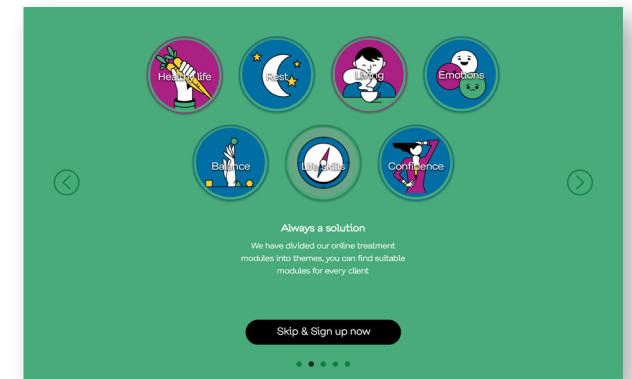 Healthy life
Rest
Living
Emotions
Balance
Life skills
Confidence
Always a solution
We have divided our online treatment
modules into themes, you can find suitable
modules for every client
Skip & Sign up now